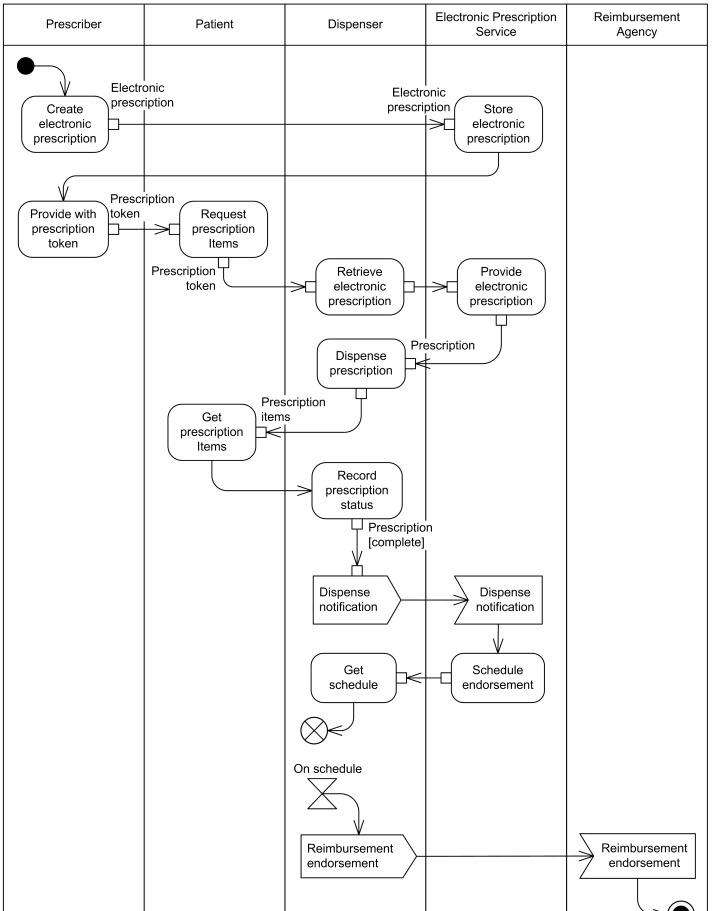 Prescriber
Patient
Dispenser
Electronic Prescription
Service
Reimbursement
Agency
Electronic
prescription
Electronic
prescription
Create
electronic
prescription
Store
electronic
prescription
Prescription
token
Provide with
prescription
token
Request
prescription
Items
Prescription
token
Retrieve
electronic
prescription
Provide
electronic
prescription
Prescription
Dispense
prescription
Prescription
items
Get
prescription
Items
Record
prescription
status
Prescription
[complete]
Dispense
notification
Dispense
notification
Get
schedule
Schedule
endorsement
On schedule
Reimbursement
endorsement
Reimbursement
endorsement